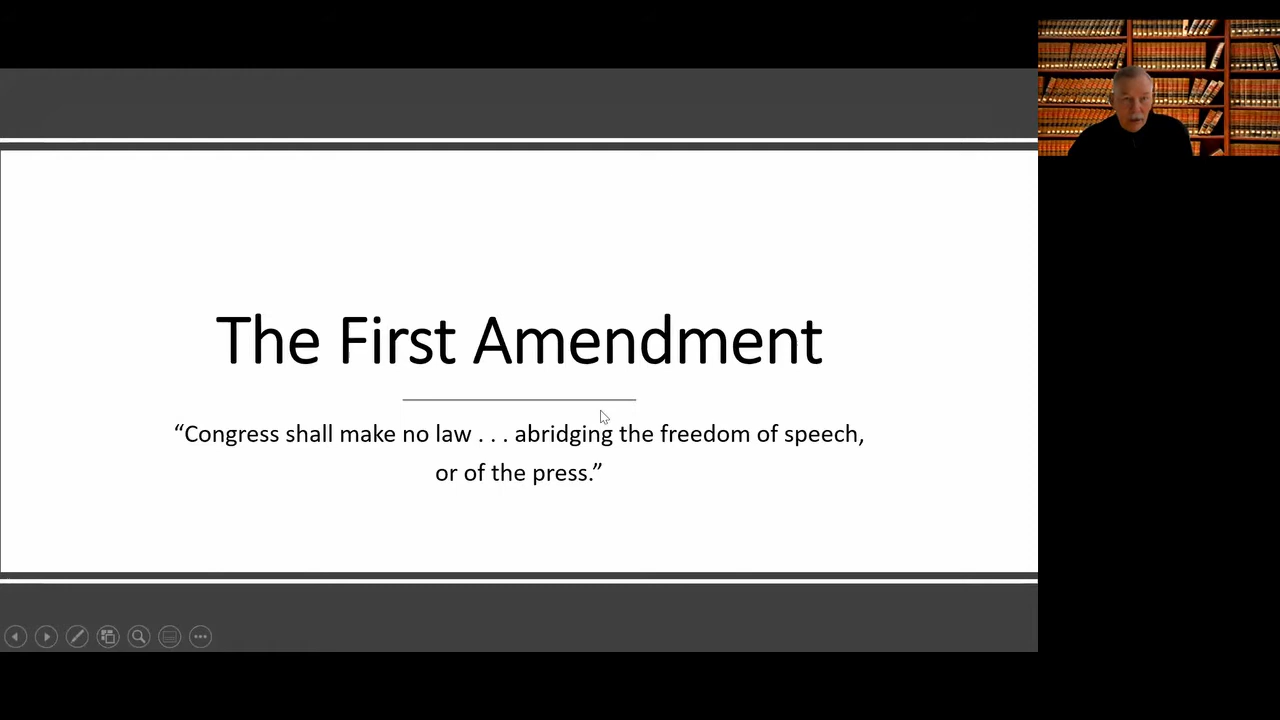 The First Amendment
“Congress shall make no law . . . abridging the freedom of speech,
or of the press.”